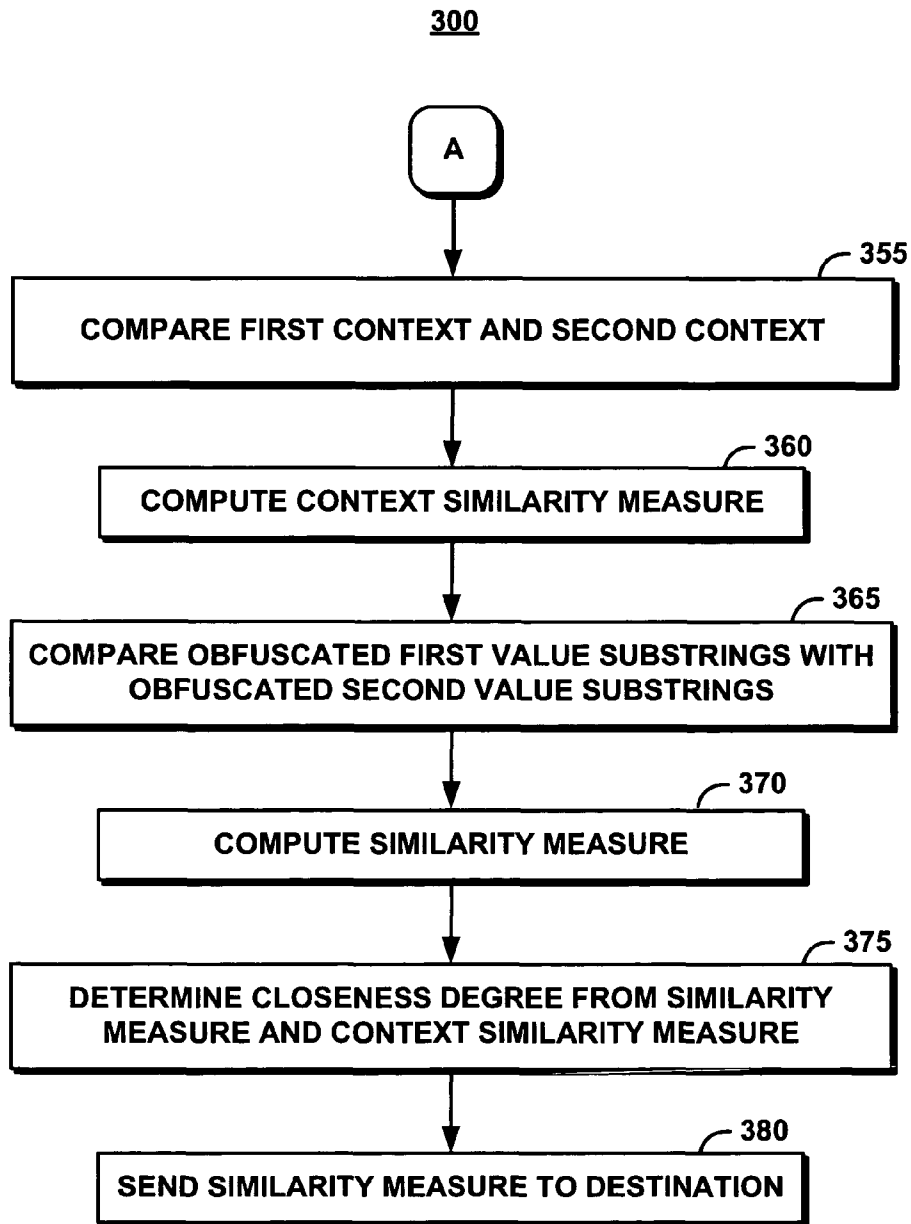 300
A
355
COMPARE FIRST CONTEXT AND SECOND CONTEXT
360
COMPUTE CONTEXT SIMILARITY MEASURE
365
COMPARE OBFUSCATED FIRST VALUE SUBSTRINGS WITH
OBFUSCATED SECOND VALUE SUBSTRINGS
370
COMPUTE SIMILARITY MEASURE
375
DETERMINE CLOSENESS DEGREE FROM SIMILARITY
MEASURE AND CONTEXT SIMILARITY MEASURE
380
SEND SIMILARITY MEASURE TO DESTINATION